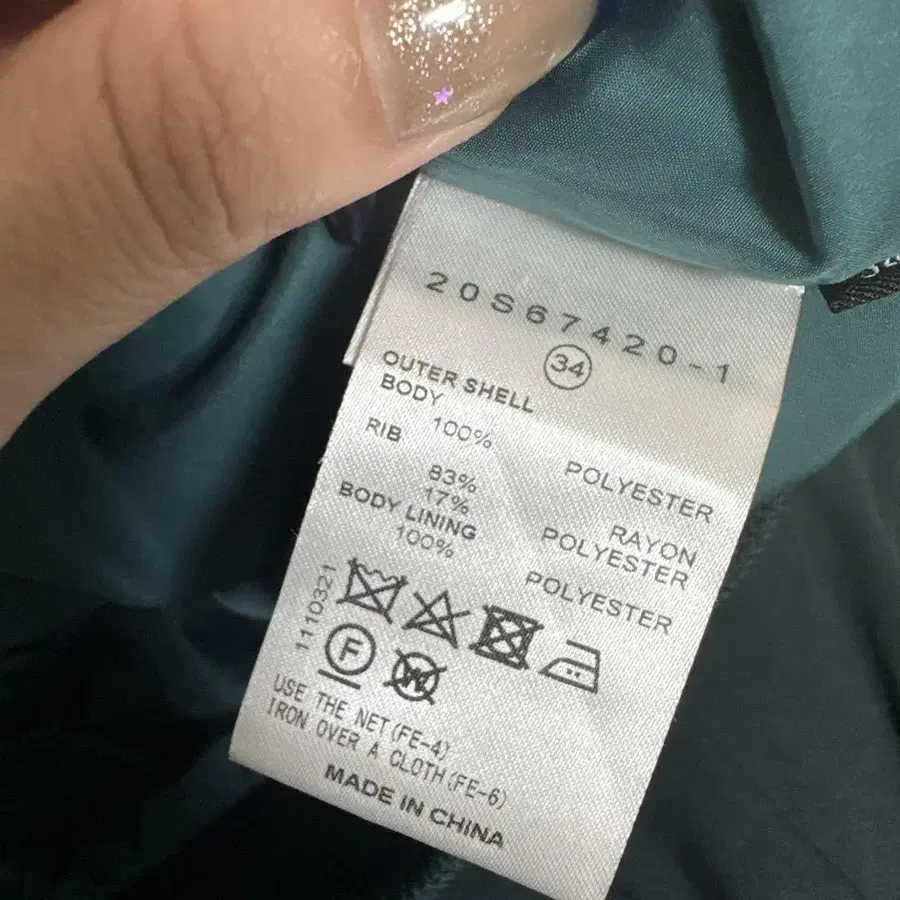 20S67420-1
34
OUTER SHELL
BODY
100% POLYESTER
RIB
83% RAYON
17% POLYESTER
BODY LINING
100% POLYESTER
1110321
F
W
USE THE NET(FE-4)
IRON OVER A CLOTH(FE-6)
MADE IN CHINA